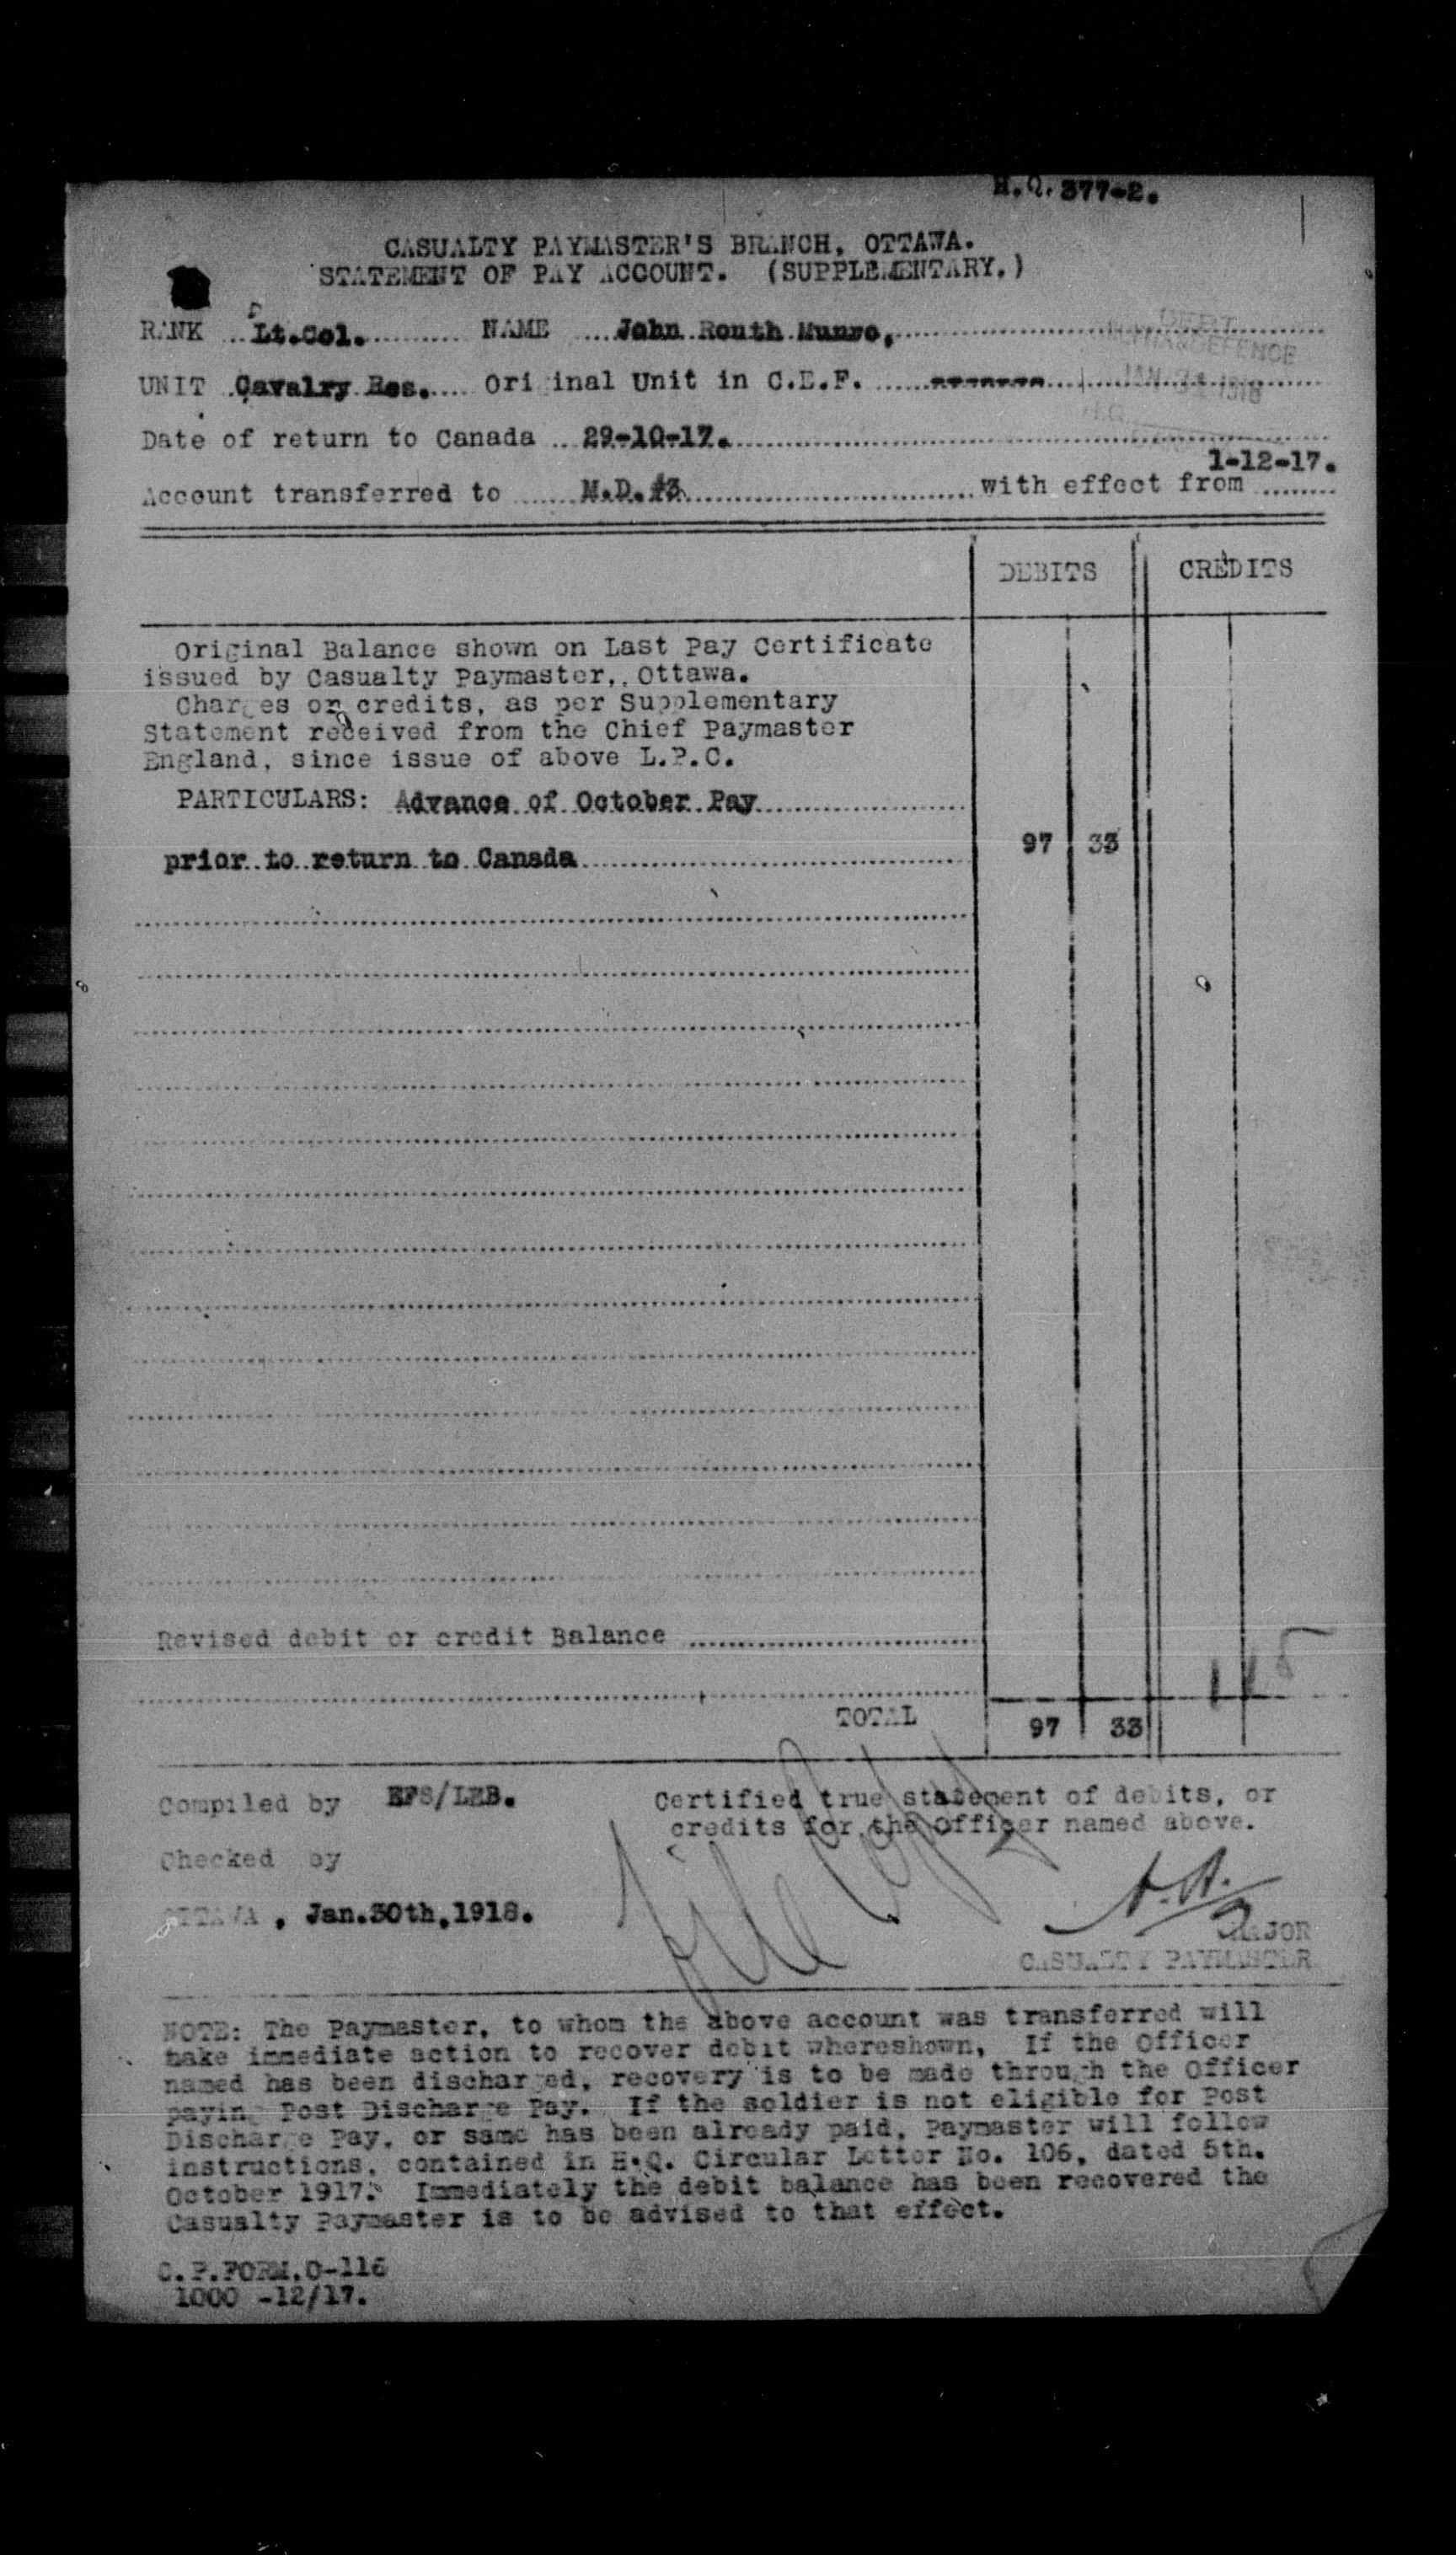 H.Q. 377-2.
CASUALTY PAYMASTER'S BRANCH, OTTAWA.
STATEMENT OF PAY ACCOUNT. (SUPPLEMENTARY.)
RANK Lt.Col. NAME John Routh Munro,
UNIT Cavalry Res. Ori inal Unit in C.E.F. -------
DEPT.
DEFENCE
JAN 31 1918
Date of return to Canada 29-10-17.
1-12-17.
Account transferred to M.D. #3 with effect from
DEBITS CREDITS
Original Balance shown on Last Pay Certificate
issued by Casualty Paymaster,. Ottawa.
Charges or credits, as per Supplementary
Statement received from the Chief Paymaster
England, since issue of above L.P.C.
PARTICULARS: Advance of October Pay
prior to return to Canada 97 33
Revised debit or credit Balance
TOTAL 97 33
Compiled by EFS/LEB. Certified true statement of debits, or
credits for the Officer named above.
Checked by
File Copy
OTTAWA, Jan.30th,1918.
MAJOR
CASUALTY PAYMASTER
NOTE: The Paymaster, to whom the above account was transferred will
take immediate action to recover debit whereshown, If the Officer
named has been discharged, recovery is to be made through the Officer
paying Post Discharge Pay. If the soldier is not eligible for Post
Discharge Pay, or same has been already paid, Paymaster will follow
instructions, contained in H.Q. Circular Letter No. 106, dated 5th.
October 1917. Immediately the debit balance has been recovered the
Casualty Paymaster is to be advised to that effect.
C.P.FORM.O-116
1000 -12/17.